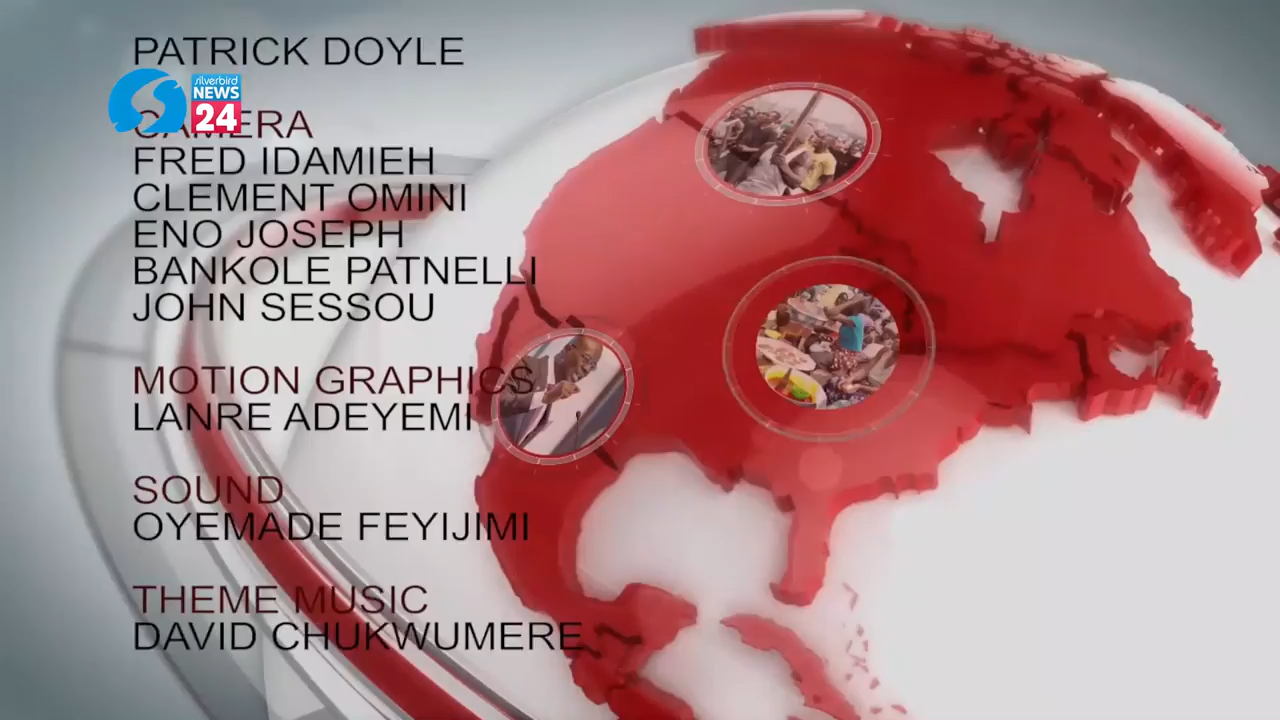 PATRICK DOYLE
silverbird
NEWS
24
CAMERA
FRED IDAMIEH
CLEMENT OMINI
ENO JOSEPH
BANKOLE PATNELLI
JOHN SESSOU
MOTION GRAPHICS
LANRE ADEYEMI
SOUND
OYEMADE FEYIJIMI
THEME MUSIC
DAVID CHUKWUMERE